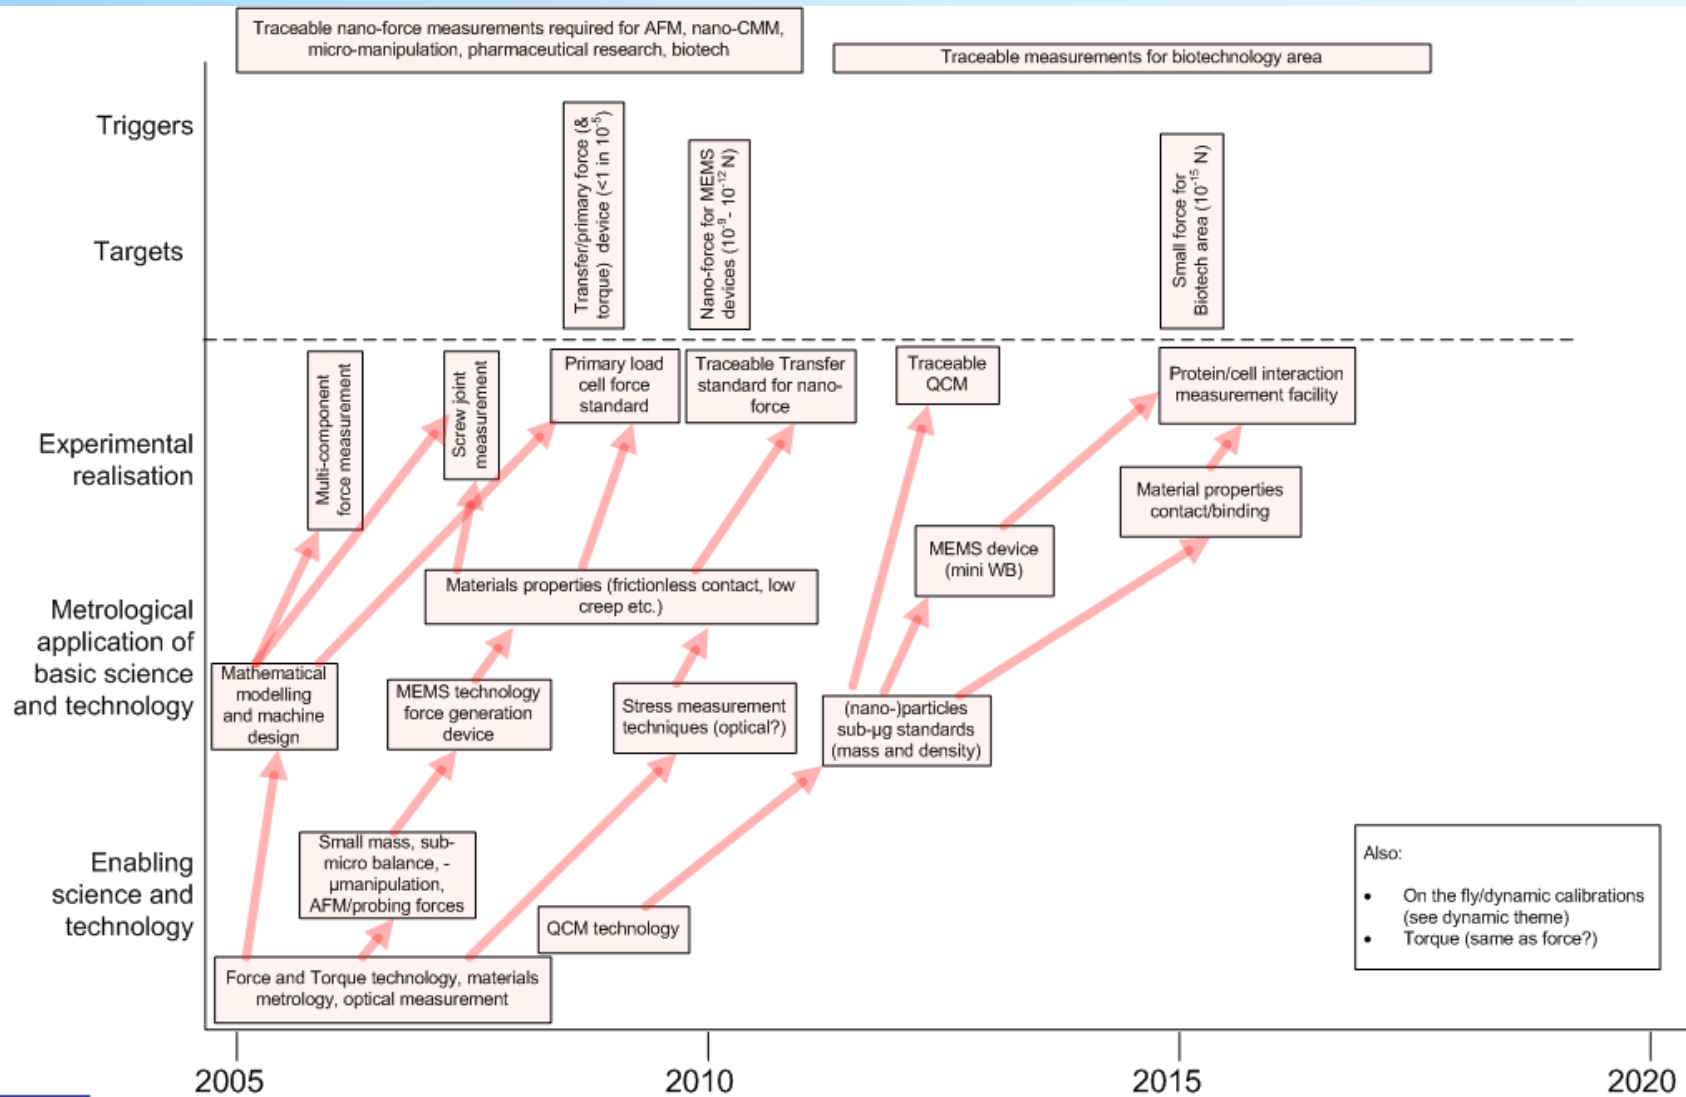 Traceable nano-force measurements required for AFM, nano-CMM,
micro-manipulation, pharmaceutical research, biotech
Traceable measurements for biotechnology area
Triggers
Targets
Transfer/primary force (&
torque) device (<1 in 10⁻⁵)
Nano-force for MEMS
devices (10⁻⁹- 10⁻¹² N)
Small force for
Biotech area (10⁻¹⁵ N)
Experimental
realisation
Multi-component
force measurement
Screw joint
measurement
Primary load
cell force
standard
Traceable Transfer
standard for nano-
force
Traceable
QCM
Protein/cell interaction
measurement facility
Material properties
contact/binding
MEMS device
(mini WB)
Metrological
application of
basic science
and technology
Materials properties (frictionless contact, low
creep etc.)
Mathematical
modelling
and machine
design
MEMS technology
force generation
device
Stress measurement
techniques (optical?)
(nano-)particles
sub-µg standards
(mass and density)
Enabling
science and
technology
Small mass, sub-
micro balance, -
µmanipulation,
AFM/probing forces
QCM technology
Force and Torque technology, materials
metrology, optical measurement
Also:
• On the fly/dynamic calibrations
(see dynamic theme)
• Torque (same as force?)
2005
2010
2015
2020